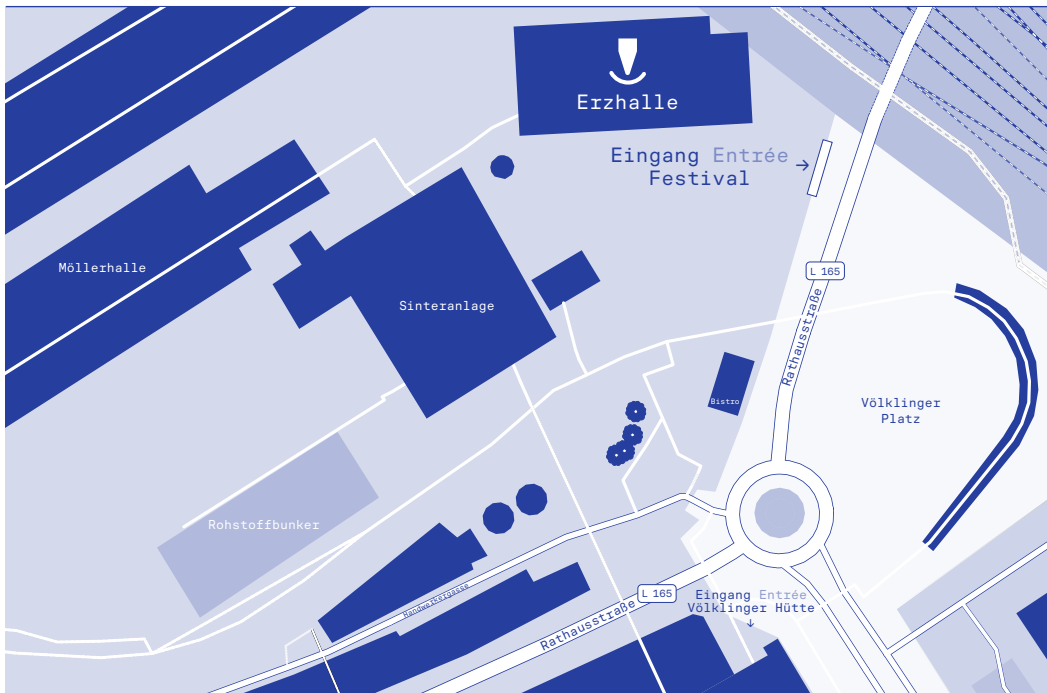 Erzhalle
Eingang Entrée
Festival
→
Möllerhalle
L 165
Sinteranlage
Rathausstraße
Bistro
Völklinger
Platz
Rohstoffbunker
Handwerkergasse
L 165
Rathausstraße
Eingang Entrée
Völklinger Hütte
↓